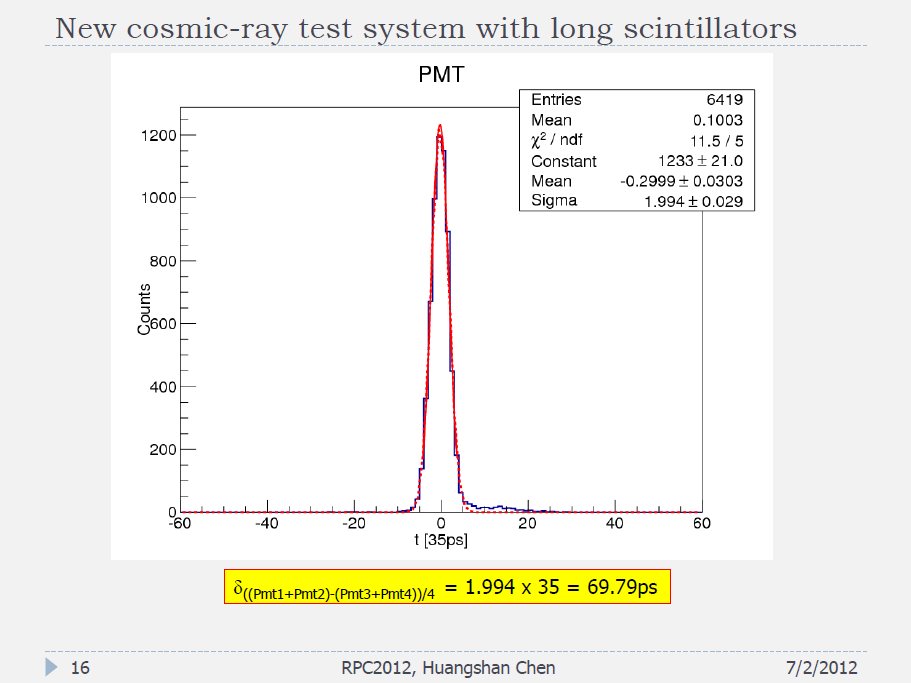 New cosmic-ray test system with long scintillators
PMT
Entries 6419
Mean 0.1003
χ² / ndf 11.5 / 5
Constant 1233 ± 21.0
Mean -0.2999 ± 0.0303
Sigma 1.994 ± 0.029
1200
1000
800
600
400
200
0
Counts
-60 -40 -20 0 20 40 60
t [35ps]
δ((Pmt1+Pmt2)-(Pmt3+Pmt4))/4 = 1.994 x 35 = 69.79ps
16 RPC2012, Huangshan Chen 7/2/2012